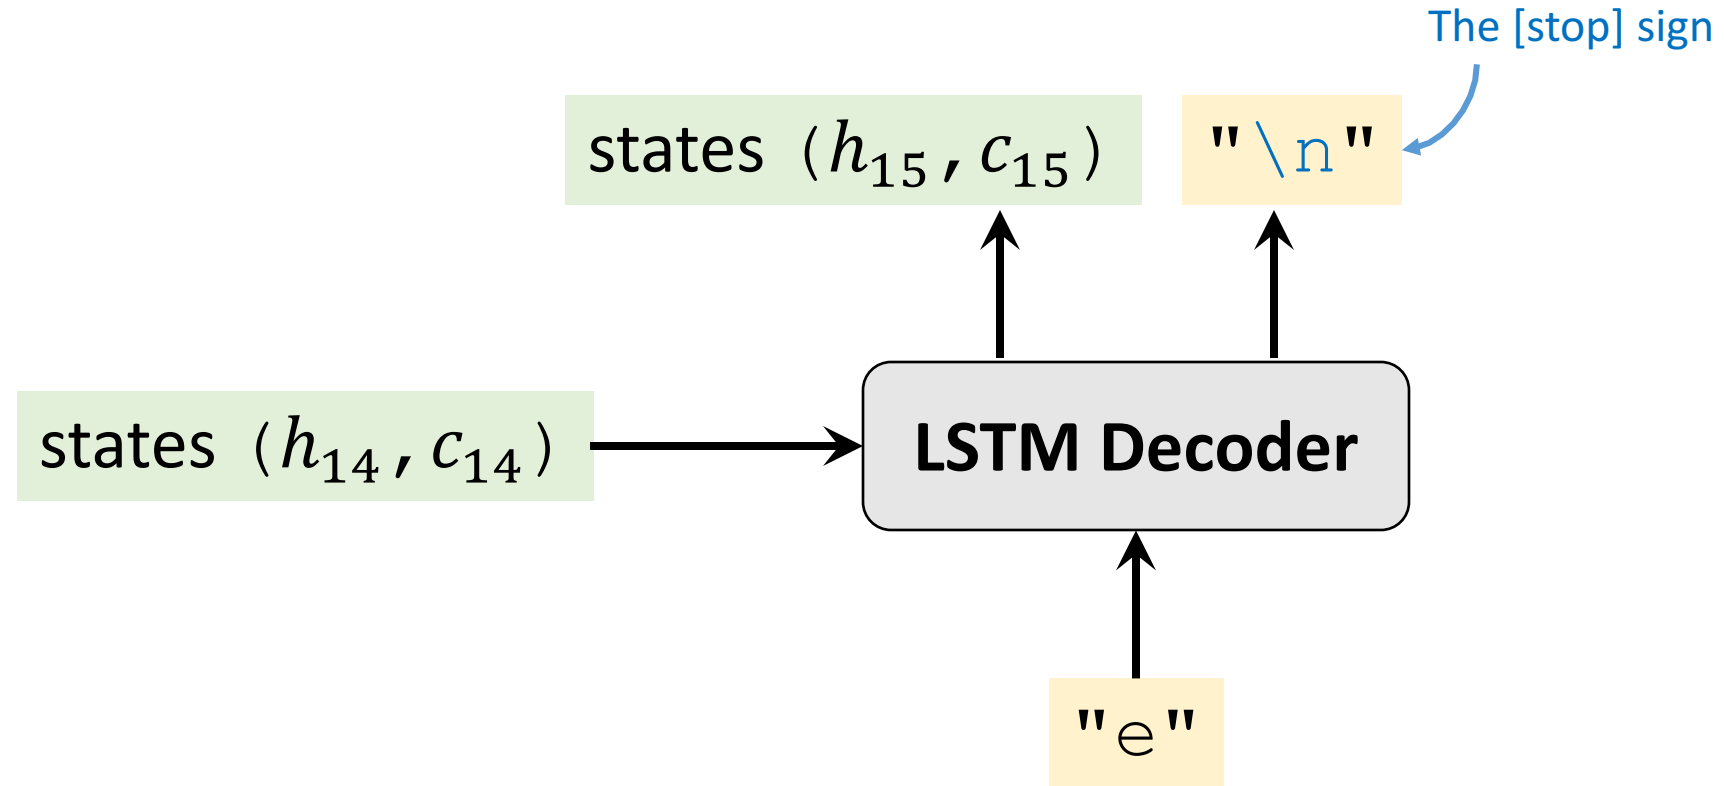 The [stop] sign
states (h₁₅, c₁₅) "\n"
states (h₁₄, c₁₄) LSTM Decoder
"e"